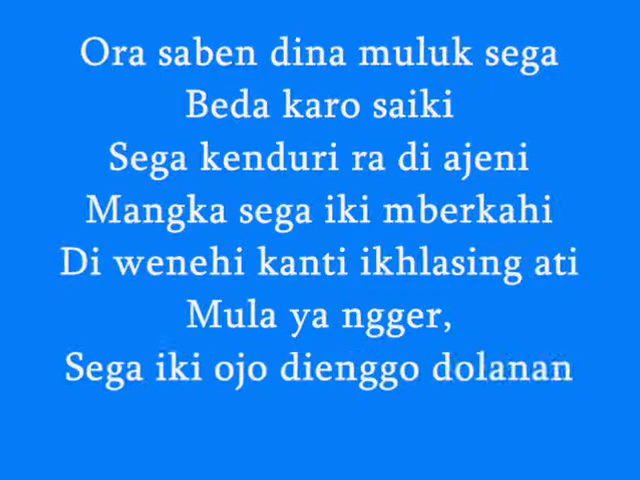 Ora saben dina muluk sega
Beda karo saiki
Sega kenduri ra di ajeni
Mangka sega iki mberkahi
Di wenehi kanti ikhlasing ati
Mula ya ngger,
Sega iki ojo dienggo dolanan